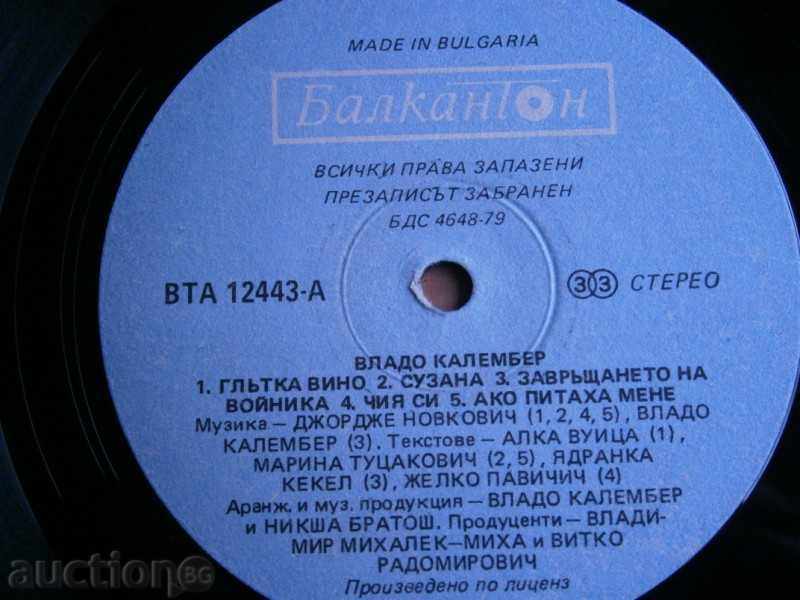 MADE IN BULGARIA
Балкантон
ВСИЧКИ ПРАВА ЗАПАЗЕНИ
ПРЕЗАПИСЪТ ЗАБРАНЕН
БДС 4648-79
ВТА 12443-А
33 СТЕРЕО
ВЛАДО КАЛЕМБЕР
1. ГЛЪТКА ВИНО 2. СУЗАНА 3. ЗАВРЪЩАНЕТО НА
ВОЙНИКА 4. ЧИЯ СИ 5. АКО ПИТАХА МЕНЕ
Музика — ДЖОРДЖЕ НОВКОВИЧ (1, 2, 4, 5), ВЛАДО
КАЛЕМБЕР (3). Текстове — АЛКА ВУИЦА (1),
МАРИНА ТУЦАКОВИЧ (2, 5), ЯДРАНКА
КЕКЕЛ (3), ЖЕЛКО ПАВИЧИЧ (4)
Аранж. и муз. продукция — ВЛАДО КАЛЕМБЕР
и НИКША БРАТОШ. Продуценти — ВЛАДИ-
МИР МИХАЛЕК—МИХА и ВИТКО
РАДОМИРОВИЧ
Произведено по лиценз
auction BG